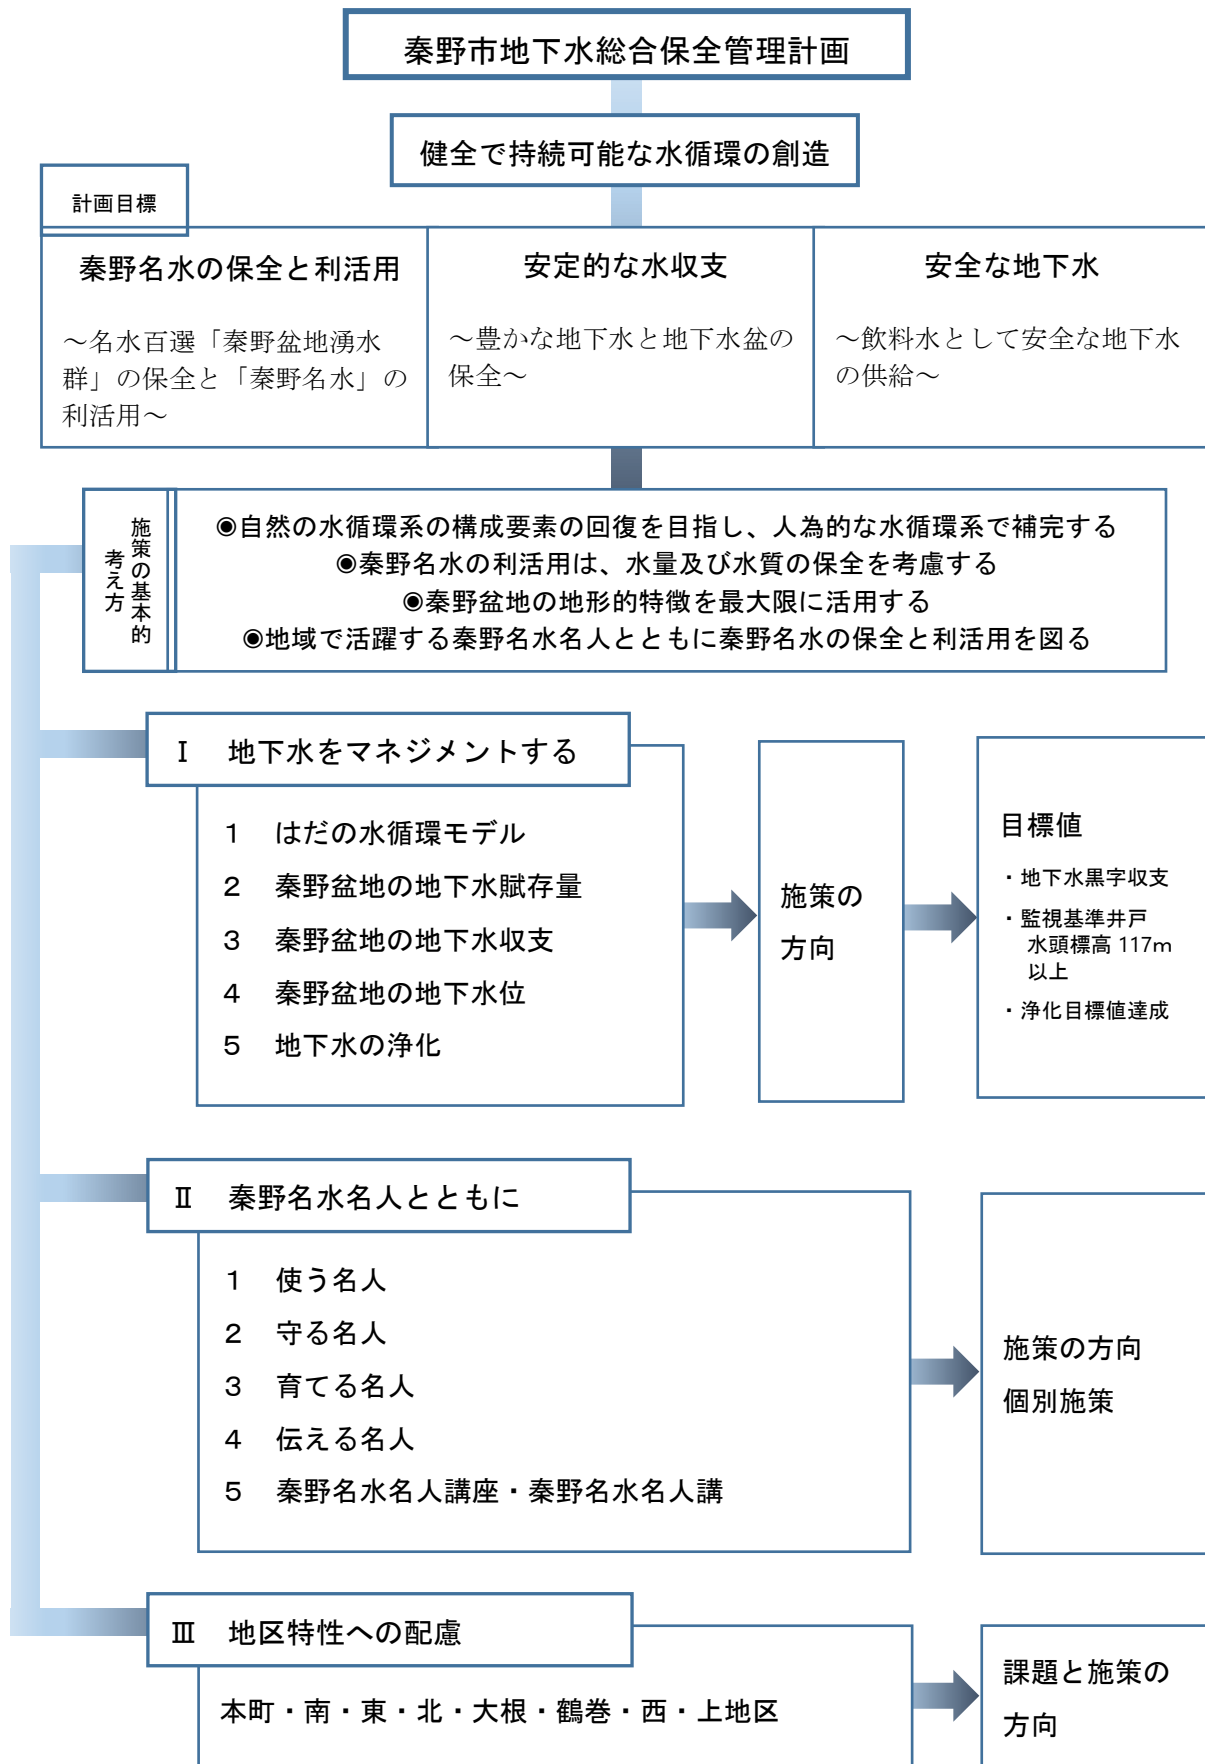 秦野市地下水総合保全管理計画
健全で持続可能な水循環の創造
計画目標
秦野名水の保全と利活用
～名水百選「秦野盆地湧水
群」の保全と「秦野名水」の
利活用～
安定的な水収支
～豊かな地下水と地下水盆の
保全～
安全な地下水
～飲料水として安全な地下水
の供給～
施策の基本的
考え方
◉自然の水循環系の構成要素の回復を目指し、人為的な水循環系で補完する
◉秦野名水の利活用は、水量及び水質の保全を考慮する
◉秦野盆地の地形的特徴を最大限に活用する
◉地域で活躍する秦野名水名人とともに秦野名水の保全と利活用を図る
Ⅰ　地下水をマネジメントする
１　はだの水循環モデル
２　秦野盆地の地下水賦存量
３　秦野盆地の地下水収支
４　秦野盆地の地下水位
５　地下水の浄化
施策の
方向
目標値
・地下水黒字収支
・監視基準井戸
水頭標高 117ｍ
以上
・浄化目標値達成
Ⅱ　秦野名水名人とともに
１　使う名人
２　守る名人
３　育てる名人
４　伝える名人
５　秦野名水名人講座・秦野名水名人講
施策の方向
個別施策
Ⅲ　地区特性への配慮
本町・南・東・北・大根・鶴巻・西・上地区
課題と施策の
方向